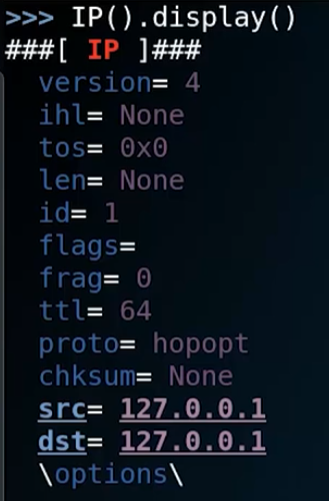 >>> IP().display()
###[ IP ]###
version= 4
ihl= None
tos= 0x0
len= None
id= 1
flags=
frag= 0
ttl= 64
proto= hopopt
chksum= None
src= 127.0.0.1
dst= 127.0.0.1
\options\